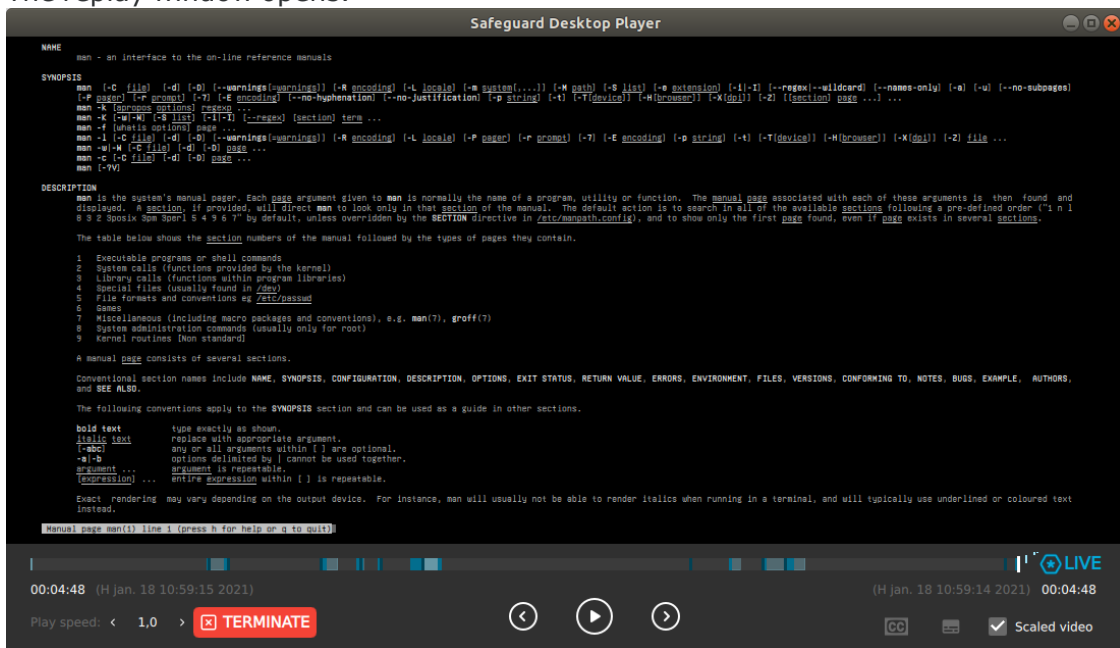 The replay window opens.
Safeguard Desktop Player
NAME
man - an interface to the on-line reference manuals
SYNOPSIS
man [-C file] [-d] [-D] [--warnings[=warnings]] [-R encoding] [-L locale] [-m system[,...]] [-M path] [-S list] [-e extension] [-i|-I] [--regex|--wildcard] [--names-only] [-a] [-u] [--no-subpages]
[-P pager] [-r prompt] [-7] [-E encoding] [--no-hyphenation] [--no-justification] [-p string] [-t] [-T[device]] [-H[browser]] [-X[dpi]] [-Z] [[section] page ...] ...
man -k [apropos options] regexp ...
man -K [-w|-W] [-S list] [-i|-I] [--regex] [section] term ...
man -f [whatis options] page ...
man -l [-C file] [-d] [-D] [--warnings[=warnings]] [-R encoding] [-L locale] [-P pager] [-r prompt] [-7] [-E encoding] [-p string] [-t] [-T[device]] [-H[browser]] [-X[dpi]] [-Z] file ...
man -w|-W [-C file] [-d] [-D] page ...
man -c [-C file] [-d] [-D] page ...
man [-?V]
DESCRIPTION
man is the system's manual pager. Each page argument given to man is normally the name of a program, utility or function. The manual page associated with each of these arguments is then found and
displayed. A section, if provided, will direct man to look only in that section of the manual. The default action is to search in all of the available sections following a pre-defined order ("1 n l
8 3 2 3posix 3pm 3perl 5 4 9 6 7" by default, unless overridden by the SECTION directive in /etc/manpath.config), and to show only the first page found, even if page exists in several sections.
The table below shows the section numbers of the manual followed by the types of pages they contain.
1 Executable programs or shell commands
2 System calls (functions provided by the kernel)
3 Library calls (functions within program libraries)
4 Special files (usually found in /dev)
5 File formats and conventions eg /etc/passwd
6 Games
7 Miscellaneous (including macro packages and conventions), e.g. man(7), groff(7)
8 System administration commands (usually only for root)
9 Kernel routines [Non standard]
A manual page consists of several sections.
Conventional section names include NAME, SYNOPSIS, CONFIGURATION, DESCRIPTION, OPTIONS, EXIT STATUS, RETURN VALUE, ERRORS, ENVIRONMENT, FILES, VERSIONS, CONFORMING TO, NOTES, BUGS, EXAMPLE, AUTHORS,
and SEE ALSO.
The following conventions apply to the SYNOPSIS section and can be used as a guide in other sections.
bold text type exactly as shown.
italic text replace with appropriate argument.
[-abc] any or all arguments within [ ] are optional.
-a|-b options delimited by | cannot be used together.
argument ... argument is repeatable.
[expression] ... entire expression within [ ] is repeatable.
Exact rendering may vary depending on the output device. For instance, man will usually not be able to render italics when running in a terminal, and will typically use underlined or coloured text
instead.
Manual page man(1) line 1 (press h for help or q to quit)
LIVE
00:04:48 (H jan. 18 10:59:15 2021) (H jan. 18 10:59:14 2021) 00:04:48
Play speed: < 1,0 > TERMINATE CC Scaled video